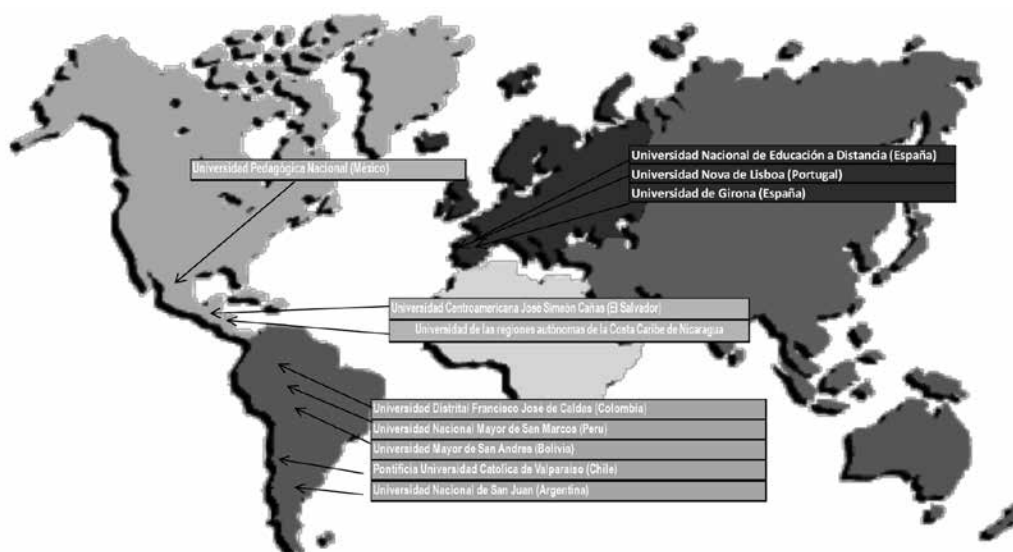 Universidad Pedagógica Nacional (México)
Universidad Nacional de Educación a Distancia (España)
Universidad Nova de Lisboa (Portugal)
Universidad de Girona (España)
Universidad Centroamericana José Simeón Cañas (El Salvador)
Universidad de las regiones autónomas de la Costa Caribe de Nicaragua
Universidad Distrital Francisco José de Caldas (Colombia)
Universidad Nacional Mayor de San Marcos (Peru)
Universidad Mayor de San Andres (Bolivia)
Pontificia Universidad Catolica de Valparaiso (Chile)
Universidad Nacional de San Juan (Argentina)